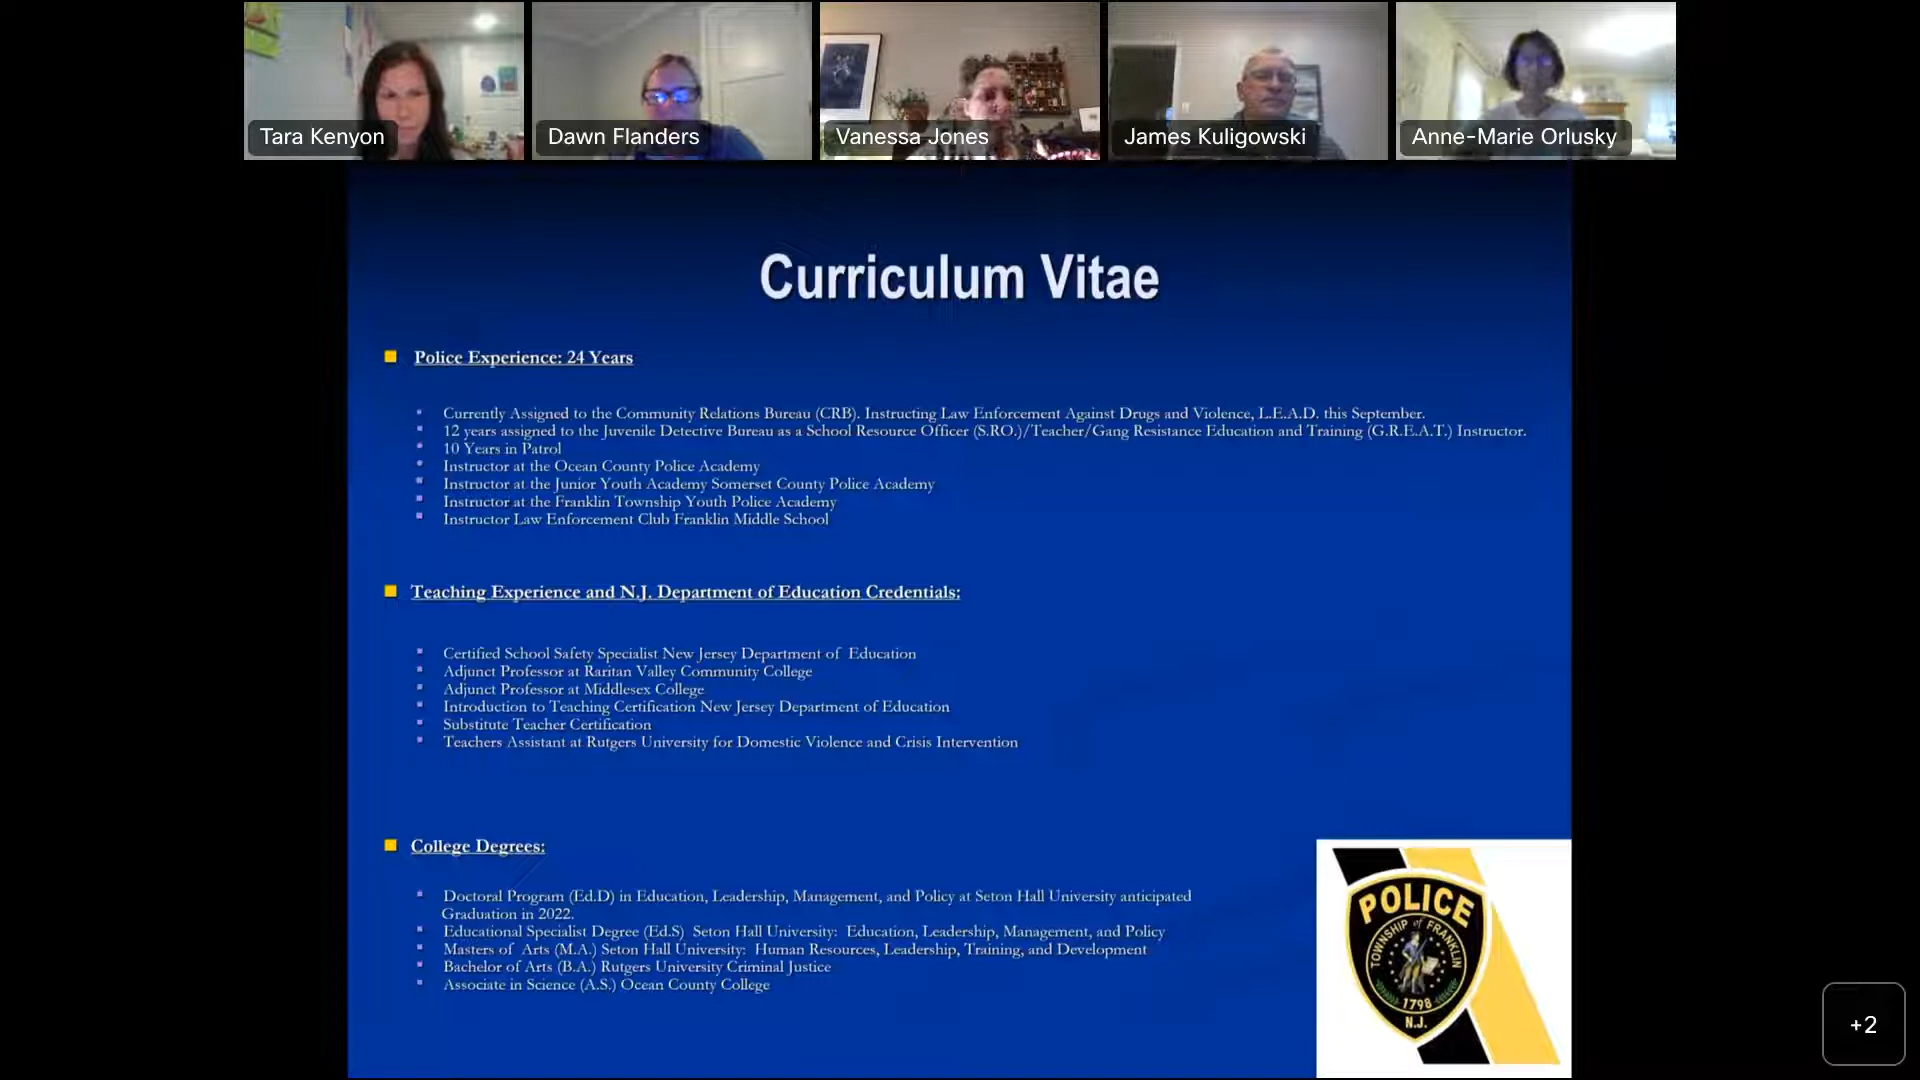 Tara Kenyon
Dawn Flanders
Vanessa Jones
James Kuligowski
Anne-Marie Orlusky
Curriculum Vitae
Police Experience: 24 Years
Currently Assigned to the Community Relations Bureau (CRB). Instructing Law Enforcement Against Drugs and Violence, L.E.A.D. this September.
12 years assigned to the Juvenile Detective Bureau as a School Resource Officer (S.RO.)/Teacher/Gang Resistance Education and Training (G.R.E.A.T.) Instructor.
10 Years in Patrol
Instructor at the Ocean County Police Academy
Instructor at the Junior Youth Academy Somerset County Police Academy
Instructor at the Franklin Township Youth Police Academy
Instructor Law Enforcement Club Franklin Middle School
Teaching Experience and N.J. Department of Education Credentials:
Certified School Safety Specialist New Jersey Department of Education
Adjunct Professor at Raritan Valley Community College
Adjunct Professor at Middlesex College
Introduction to Teaching Certification New Jersey Department of Education
Substitute Teacher Certification
Teachers Assistant at Rutgers University for Domestic Violence and Crisis Intervention
College Degrees:
Doctoral Program (Ed.D) in Education, Leadership, Management, and Policy at Seton Hall University anticipated
Graduation in 2022.
Educational Specialist Degree (Ed.S) Seton Hall University: Education, Leadership, Management, and Policy
Masters of Arts (M.A.) Seton Hall University: Human Resources, Leadership, Training, and Development
Bachelor of Arts (B.A.) Rutgers University Criminal Justice
Associate in Science (A.S.) Ocean County College
POLICE
TOWNSHIP of FRANKLIN
1798
N.J.
+2